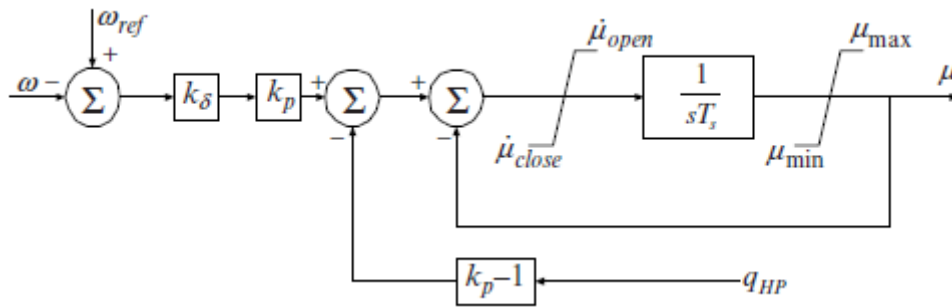 ω_ref
+
ω −
Σ
k_δ
k_p
+
Σ
−
+
Σ
−
μ̇_open
μ̇_close
1
sT_s
μ_max
μ_min
μ
k_p−1
q_HP